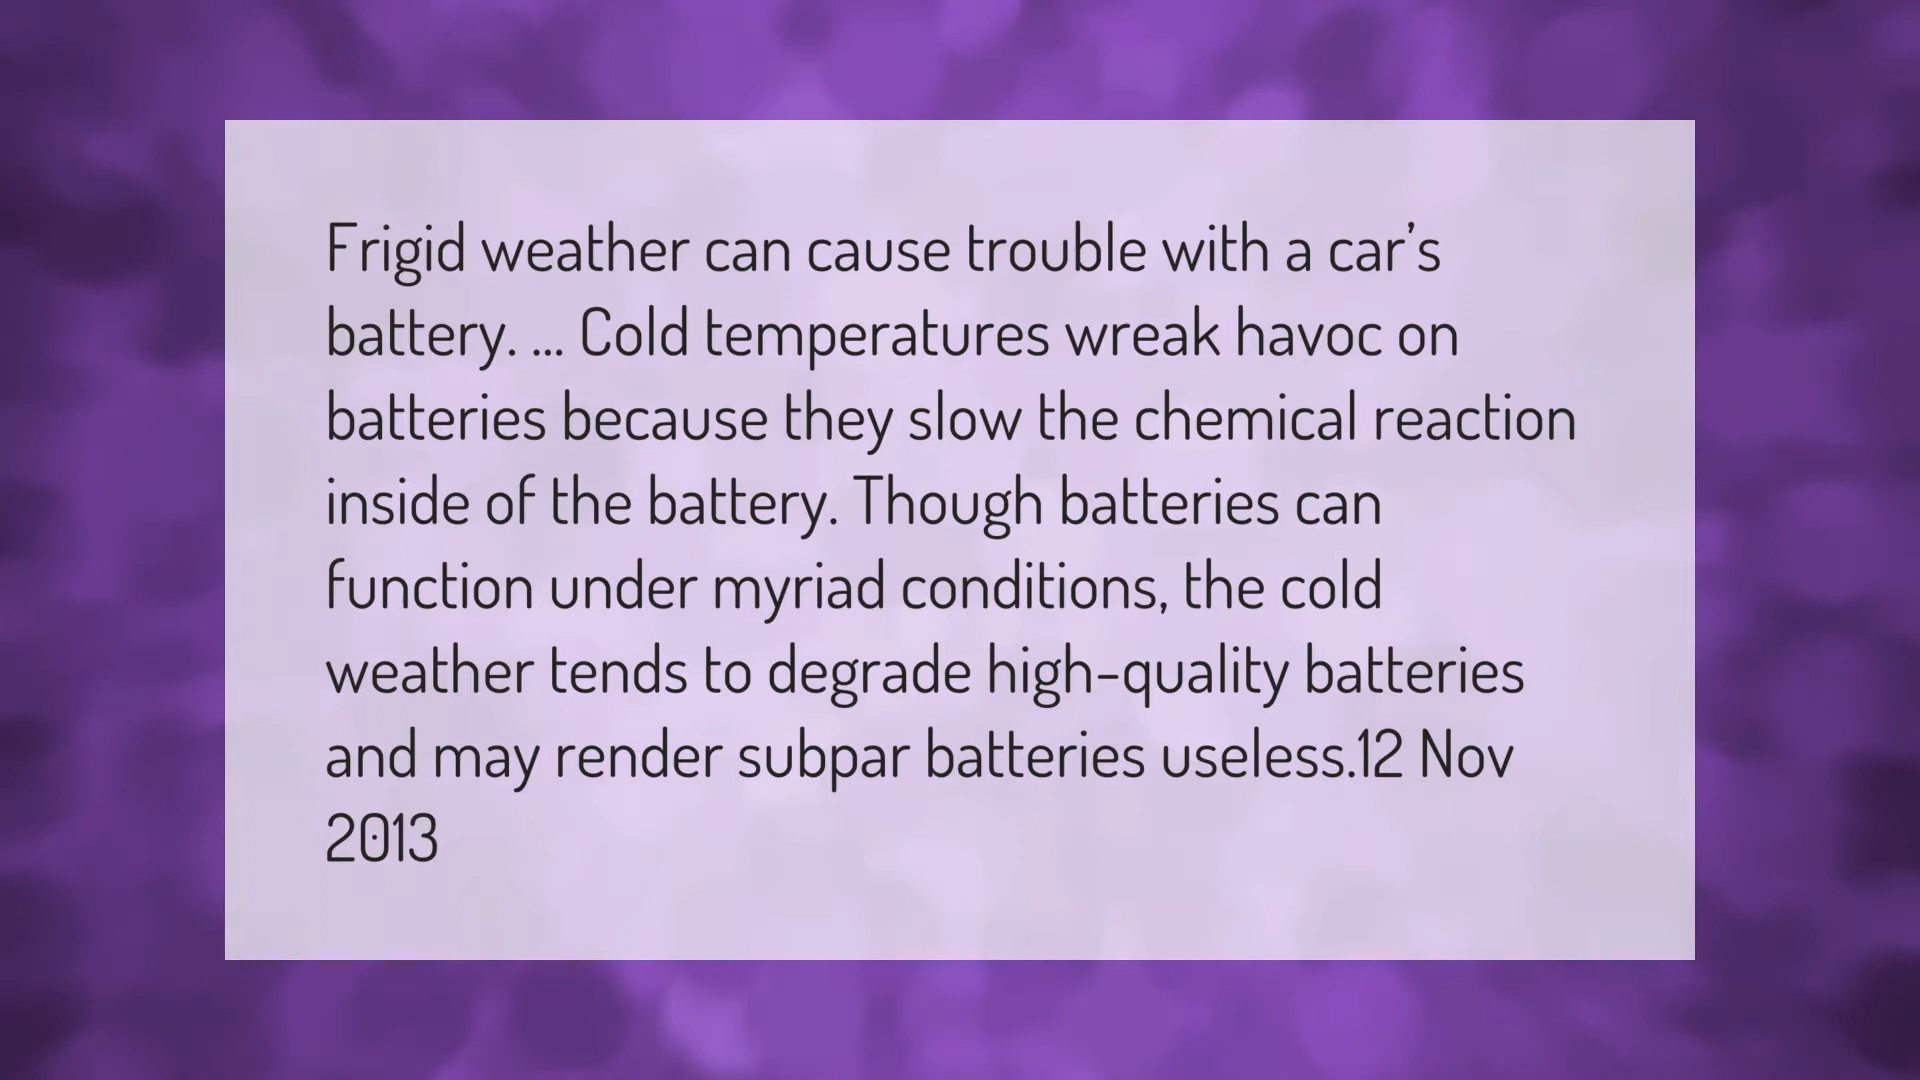 Frigid weather can cause trouble with a car’s
battery. ... Cold temperatures wreak havoc on
batteries because they slow the chemical reaction
inside of the battery. Though batteries can
function under myriad conditions, the cold
weather tends to degrade high-quality batteries
and may render subpar batteries useless.12 Nov
2013